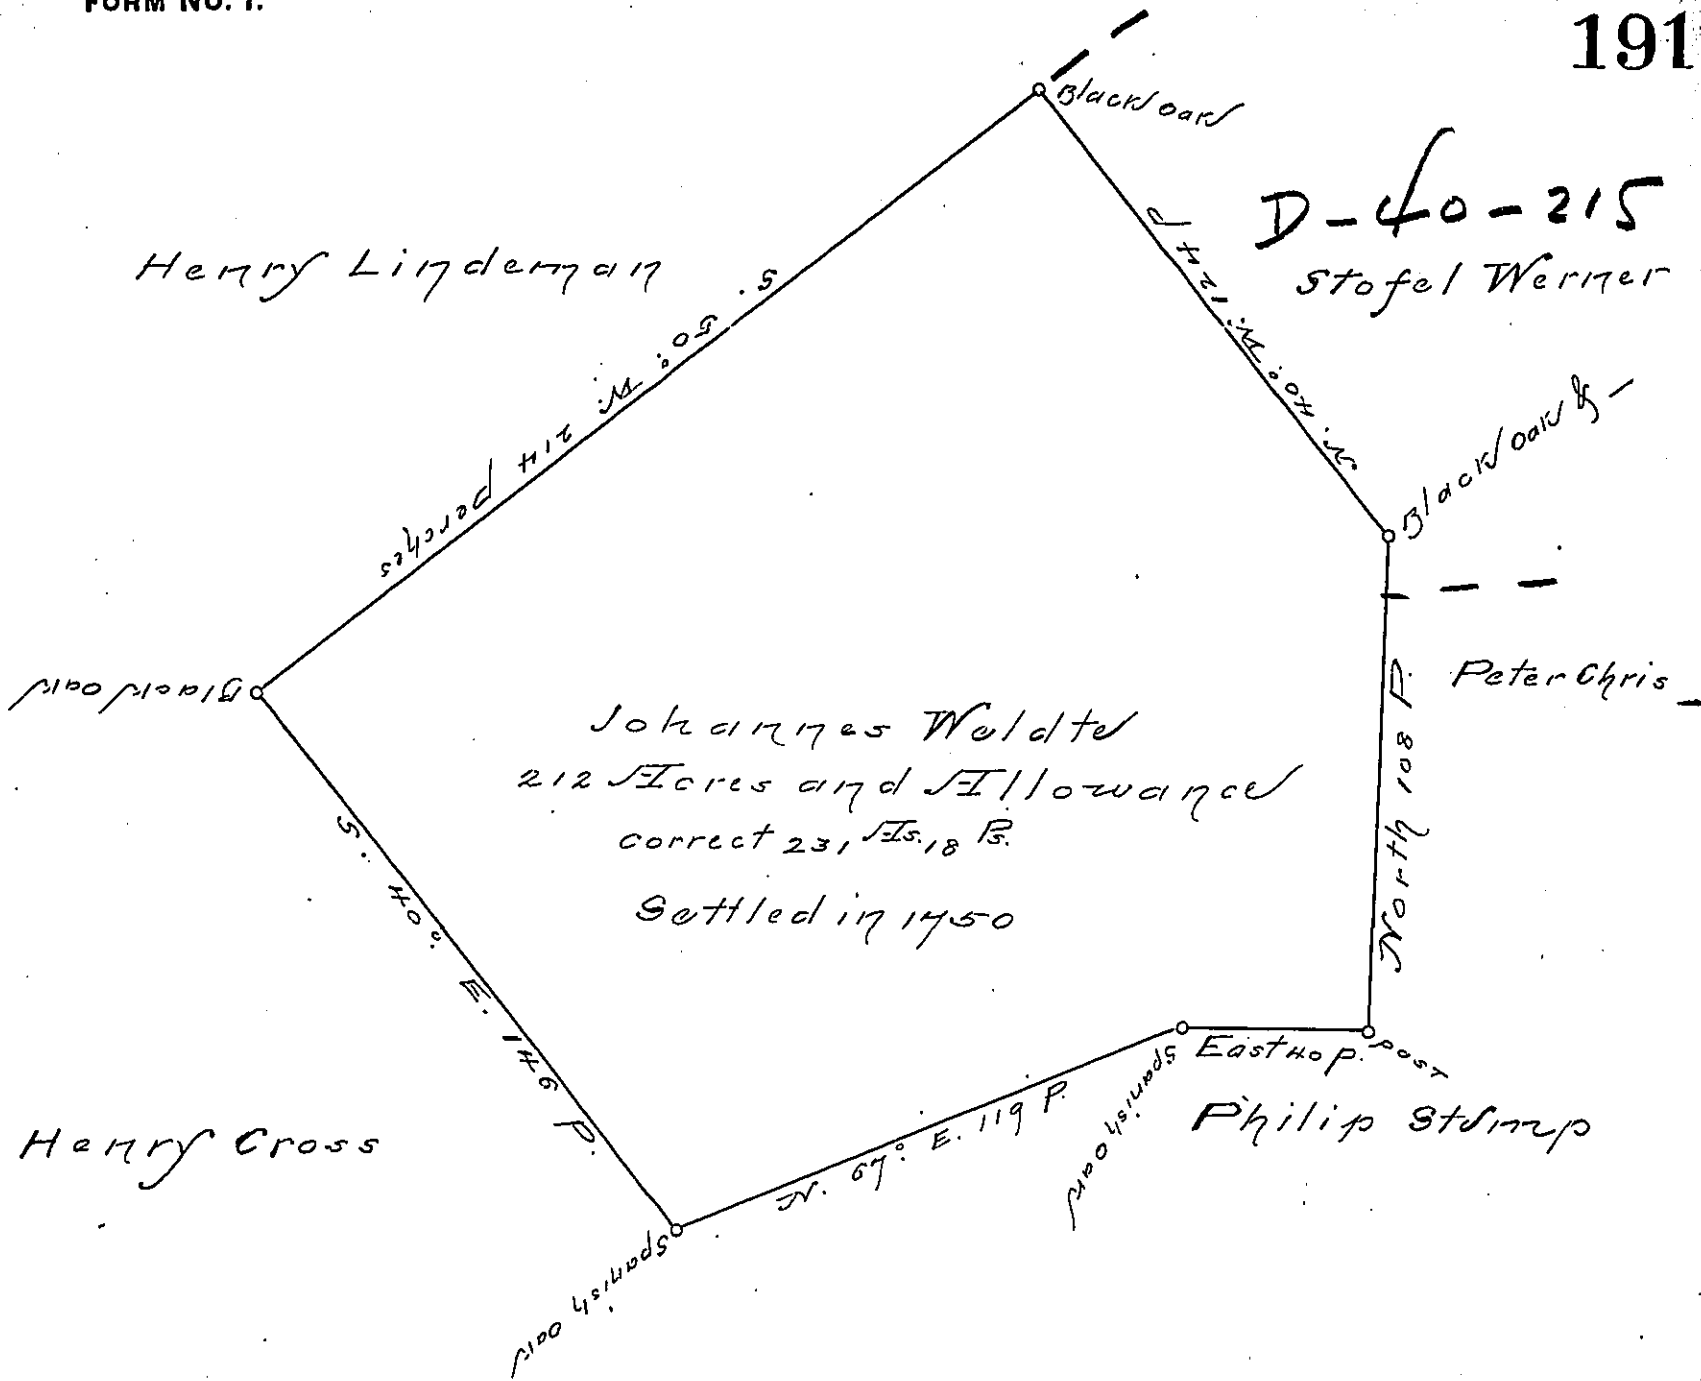 FORM NO. 1.
191
Black oak
D-40-215
Stofel Werner
Henry Lindeman
S. 50° W. 214 perches
N. 40° W. 124 P
Black oak &
Peter Chris
Black oak
Johannes Weldte
212 Acres and Allowance
correct 231 As. 18 Ps.
Settled in 1750
North 108 P.
S. 40° E. 146 P.
East 40 P.
Post
Spanish oak
Philip Stump
N. 67° E. 119 P.
Henry Cross
Spanish oak